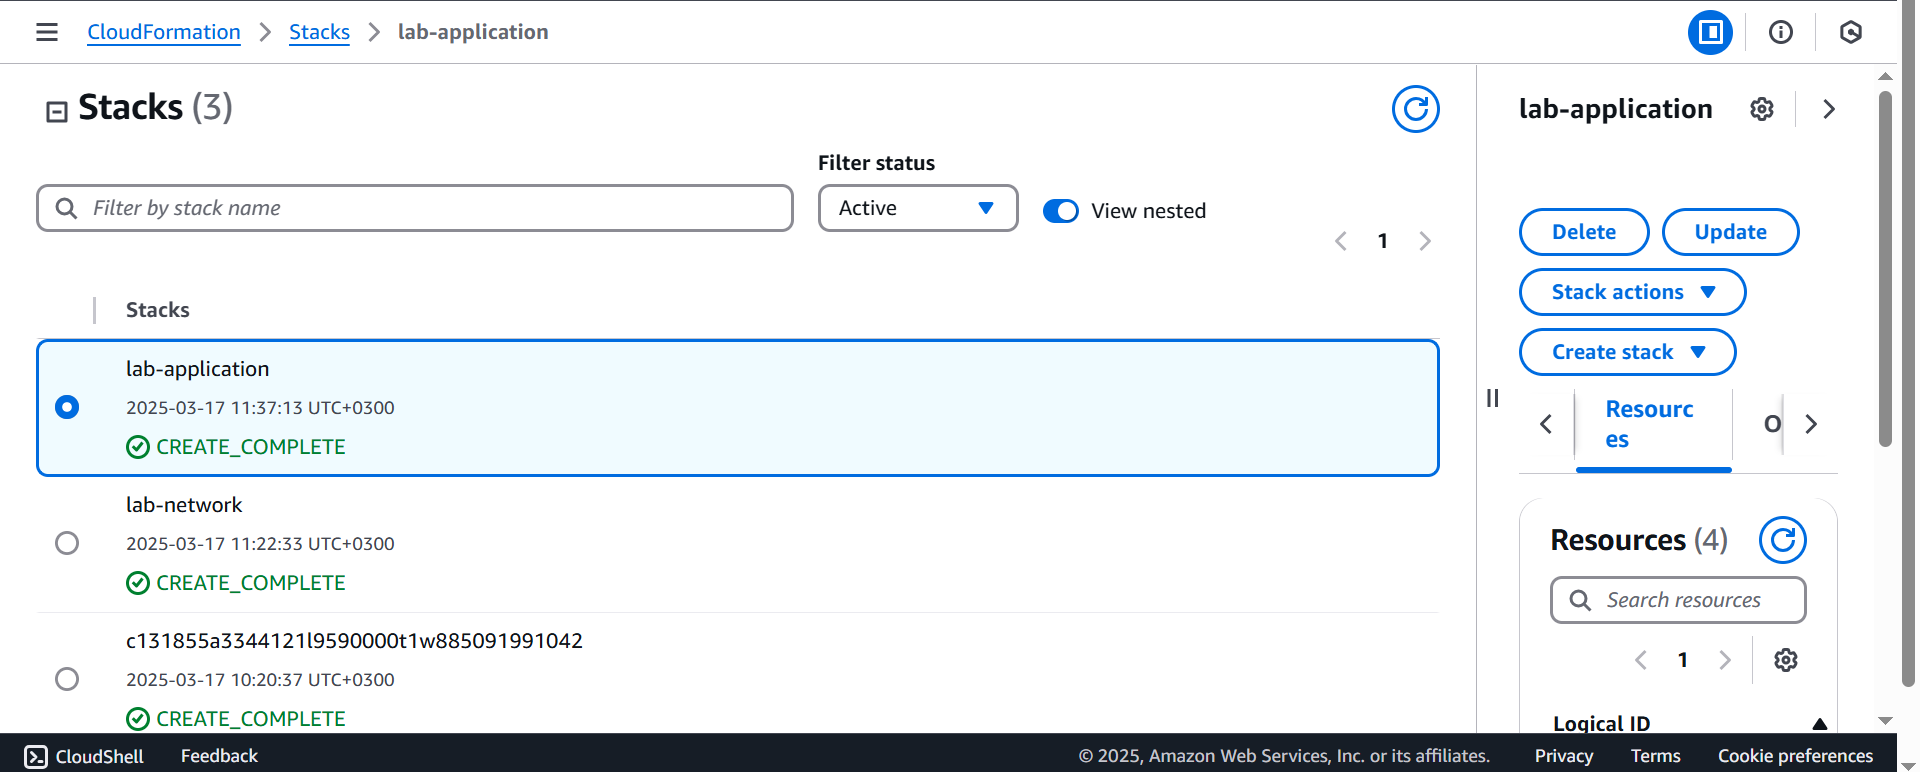 CloudFormation
Stacks
lab-application
Stacks (3)
Filter status
Filter by stack name
Active
View nested
1
Stacks
lab-application
2025-03-17 11:37:13 UTC+0300
CREATE_COMPLETE
lab-network
2025-03-17 11:22:33 UTC+0300
CREATE_COMPLETE
c131855a3344121l9590000t1w885091991042
2025-03-17 10:20:37 UTC+0300
CREATE_COMPLETE
lab-application
Delete
Update
Stack actions
Create stack
Resourc
es
O
Resources (4)
Search resources
1
Logical ID
CloudShell
Feedback
© 2025, Amazon Web Services, Inc. or its affiliates.
Privacy
Terms
Cookie preferences